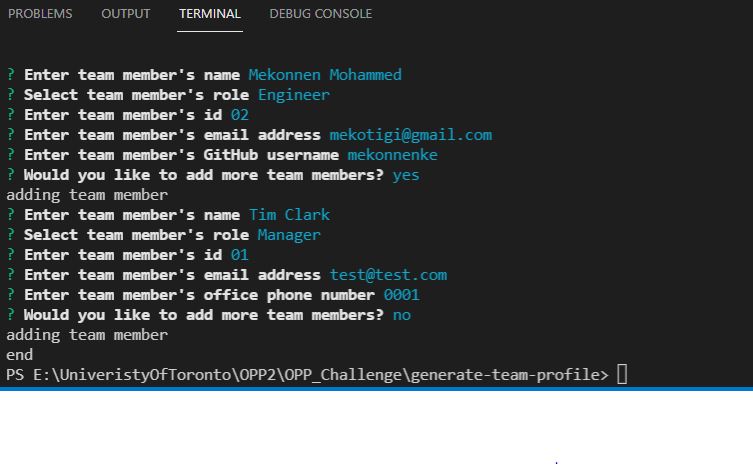 PROBLEMS OUTPUT TERMINAL DEBUG CONSOLE
? Enter team member's name Mekonnen Mohammed
? Select team member's role Engineer
? Enter team member's id 02
? Enter team member's email address mekotigi@gmail.com
? Enter team member's GitHub username mekonnenke
? Would you like to add more team members? yes
adding team member
? Enter team member's name Tim Clark
? Select team member's role Manager
? Enter team member's id 01
? Enter team member's email address test@test.com
? Enter team member's office phone number 0001
? Would you like to add more team members? no
adding team member
end
PS E:\UniveristyOfToronto\OPP2\OPP_Challenge\generate-team-profile>